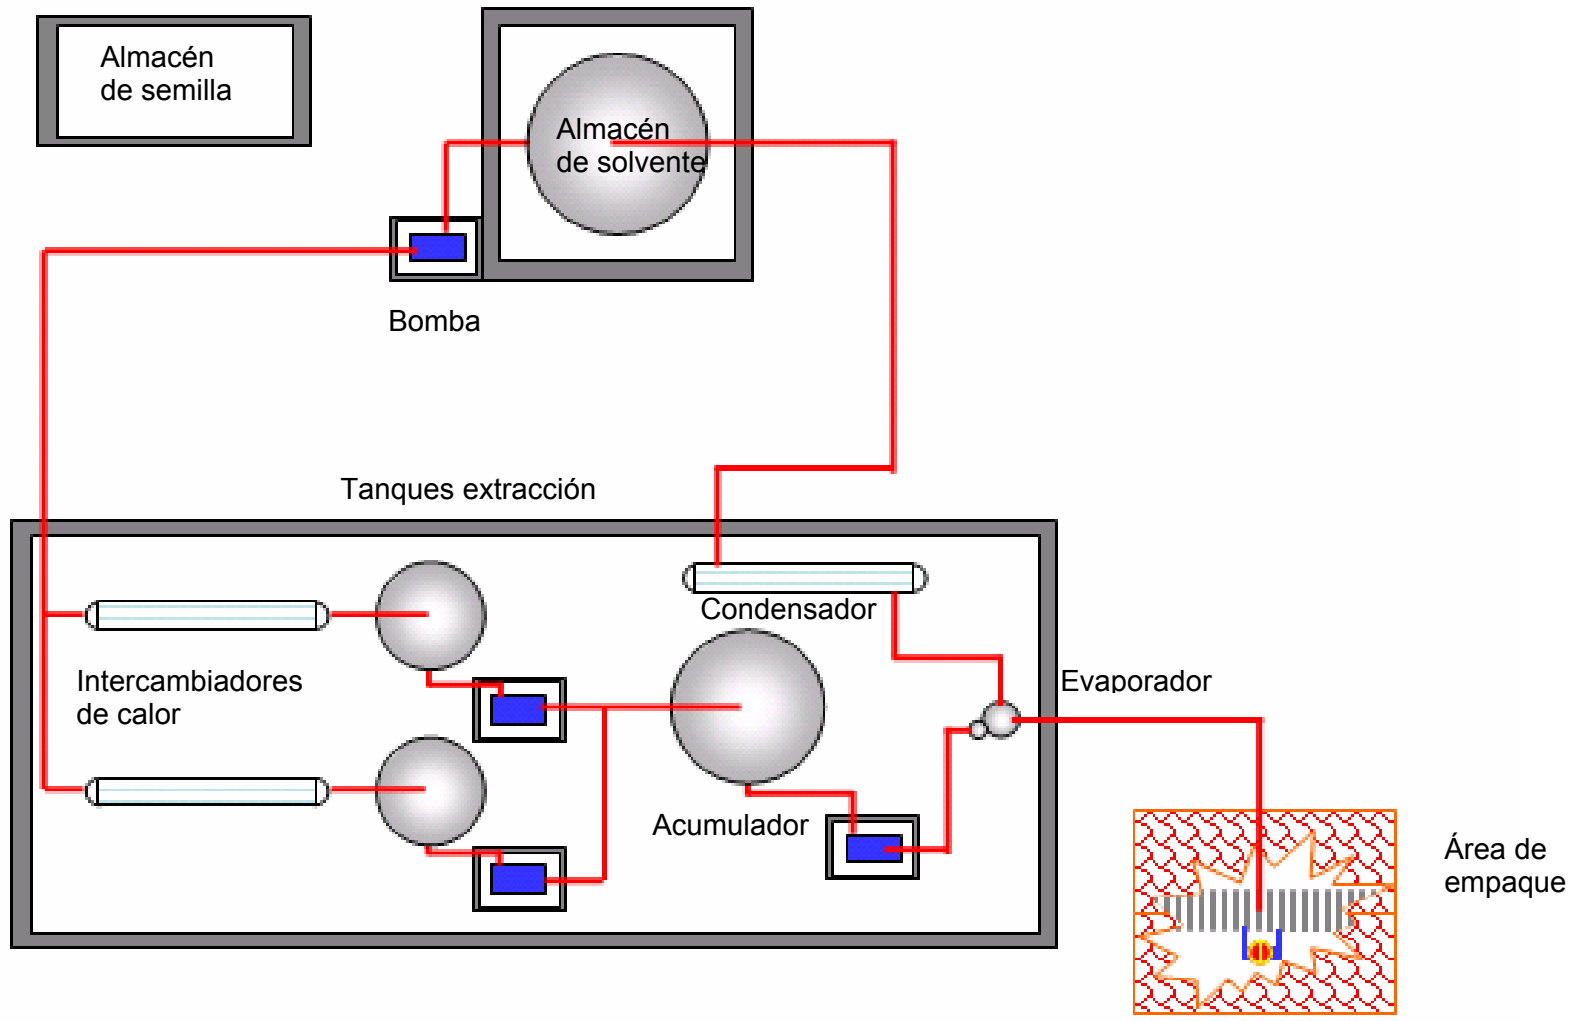 Almacén
de semilla
Almacén
de solvente
Bomba
Tanques extracción
Condensador
Intercambiadores
de calor
Evaporador
Acumulador
Área de
empaque